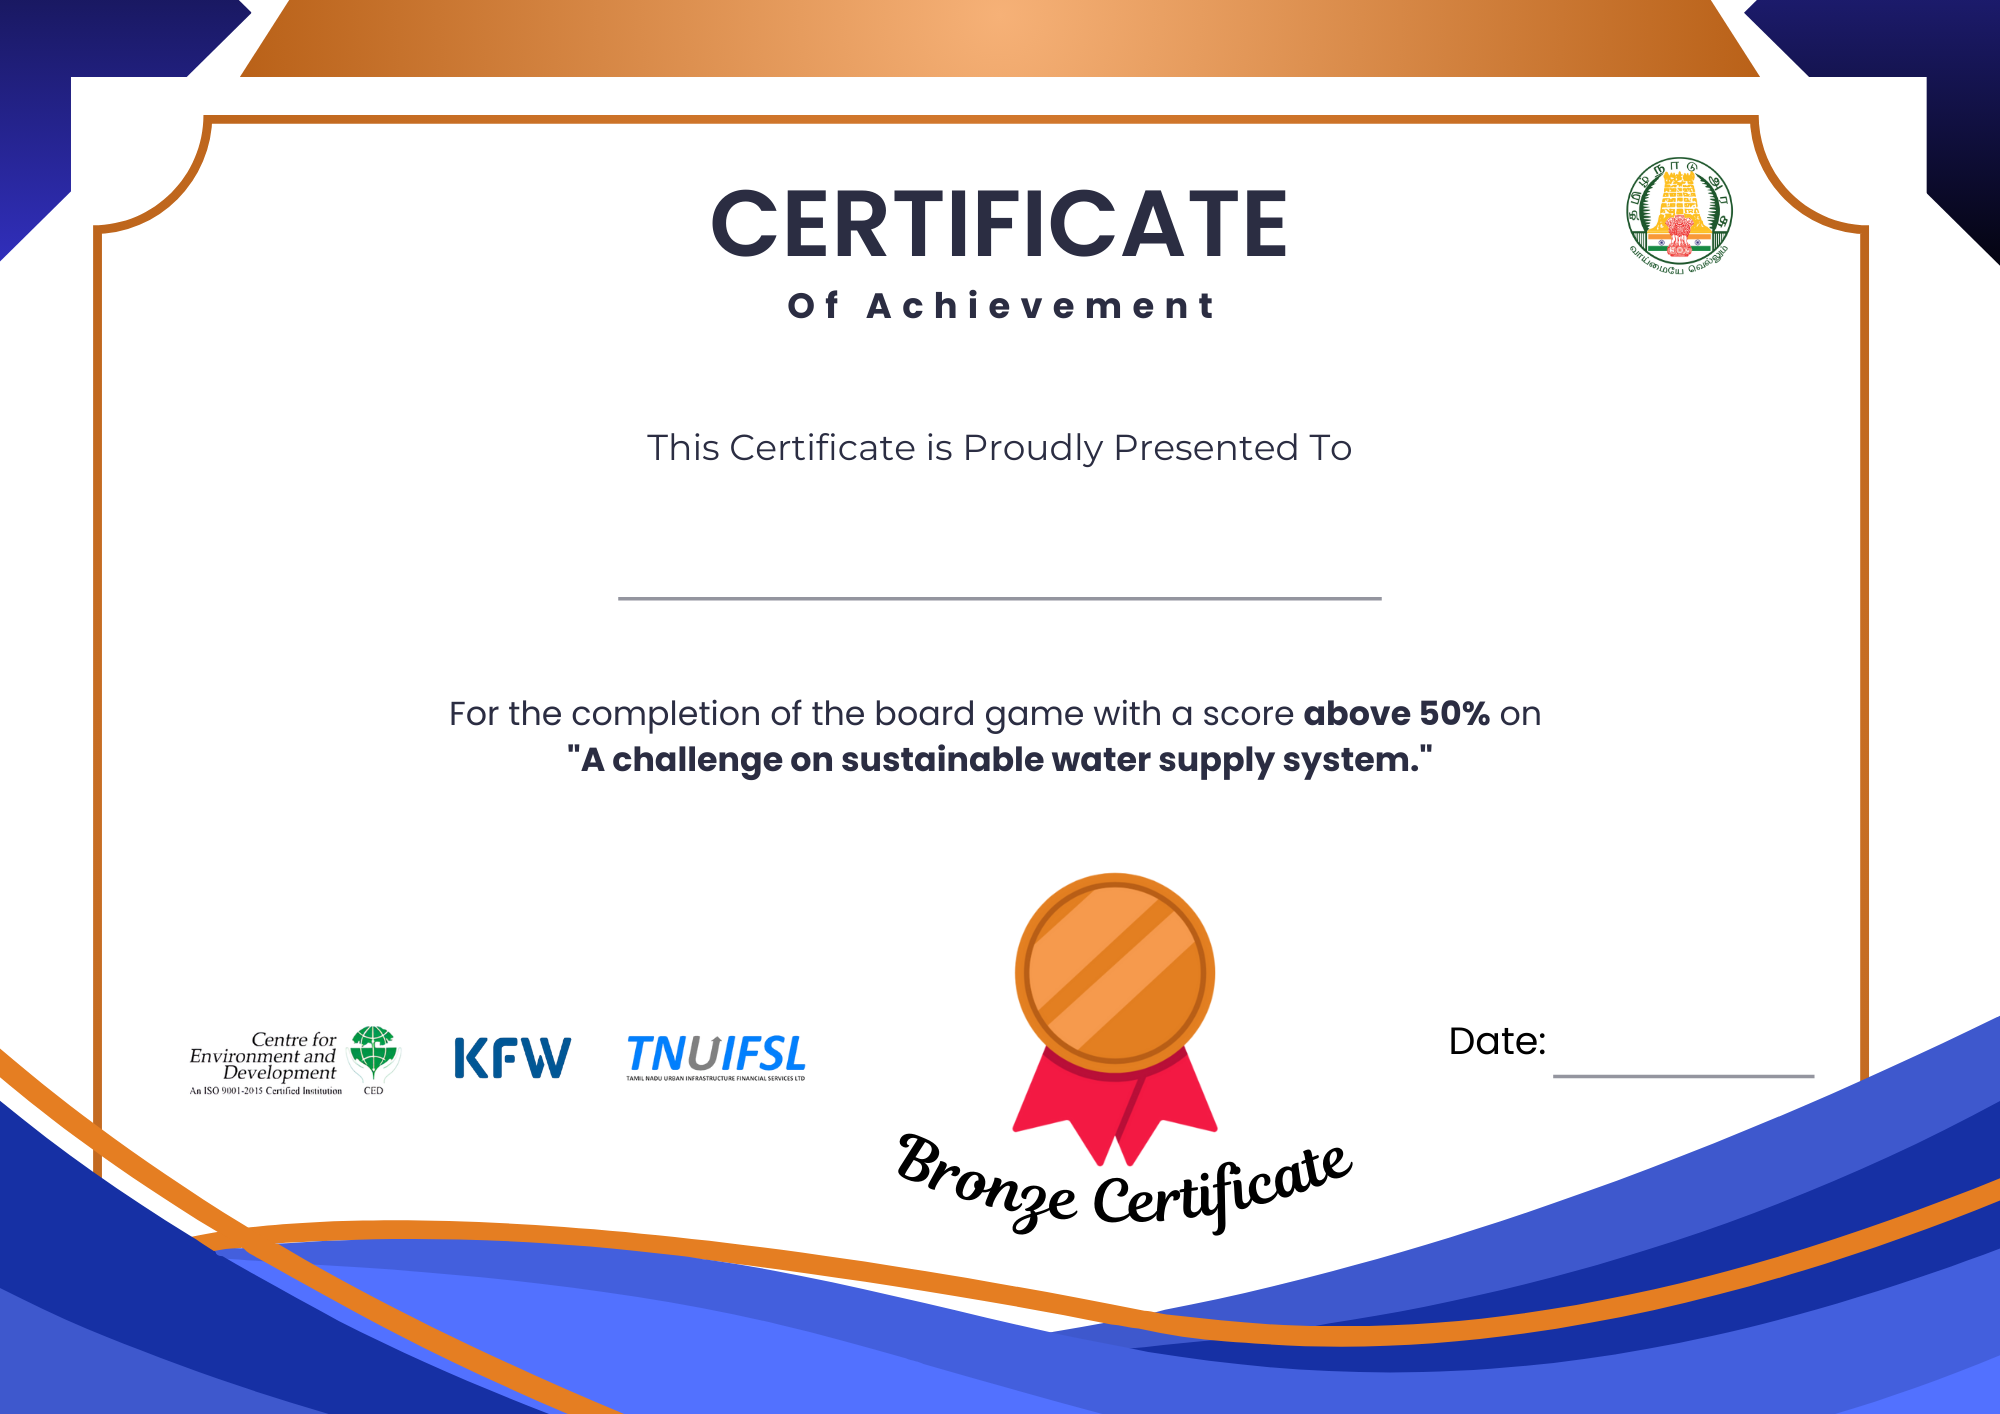 CERTIFICATE
Of Achievement
தமிழ்நாடு அரசு
வாய்மையே வெல்லும்
This Certificate is Proudly Presented To
For the completion of the board game with a score above 50% on
"A challenge on sustainable water supply system."
Centre for
Environment and
Development
An ISO 9001-2015 Certified Institution
CED
KFW
TNUIFSL
TAMIL NADU URBAN INFRASTRUCTURE FINANCIAL SERVICES LTD
Date:
Bronze Certificate